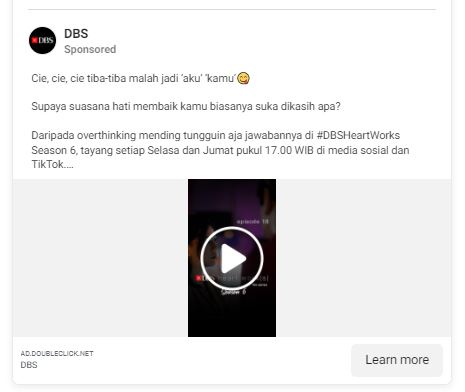 DBS
Sponsored
Cie, cie, cie tiba-tiba malah jadi 'aku' 'kamu'😋
Supaya suasana hati membaik kamu biasanya suka dikasih apa?
Daripada overthinking mending tungguin aja jawabannya di #DBSHeartWorks
Season 6, tayang setiap Selasa dan Jumat pukul 17.00 WIB di media sosial dan
TikTok....
episode 18
Season 6
AD.DOUBLECLICK.NET
DBS
Learn more